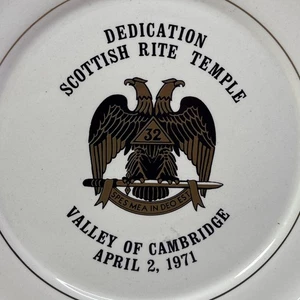 DEDICATION
SCOTTISH RITE TEMPLE
32
SPES MEA IN DEO EST
VALLEY OF CAMBRIDGE
APRIL 2, 1971